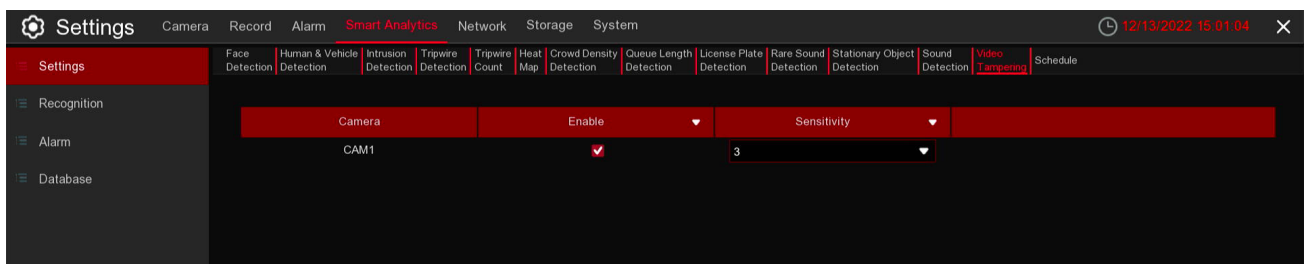 Settings Camera Record Alarm Smart Analytics Network Storage System 12/13/2022 15:01:04
Settings
Recognition
Alarm
Database
Face Detection
Human & Vehicle Detection
Intrusion Detection
Tripwire Detection
Tripwire Count
Heat Map
Crowd Density Detection
Queue Length Detection
License Plate Detection
Rare Sound Detection
Stationary Object Detection
Sound Detection
Video Tampering
Schedule
Camera Enable Sensitivity
CAM1 3